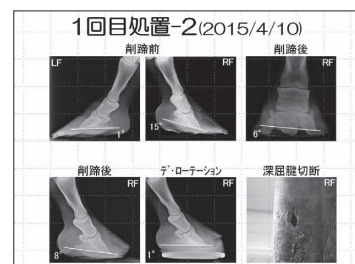 1回目処置-2(2015/4/10)
削蹄前 削蹄後
LF RF RF
1° 15° 6°
削蹄後 デ・ローテーション 深屈腱切断
RF RF RF
8° 1°